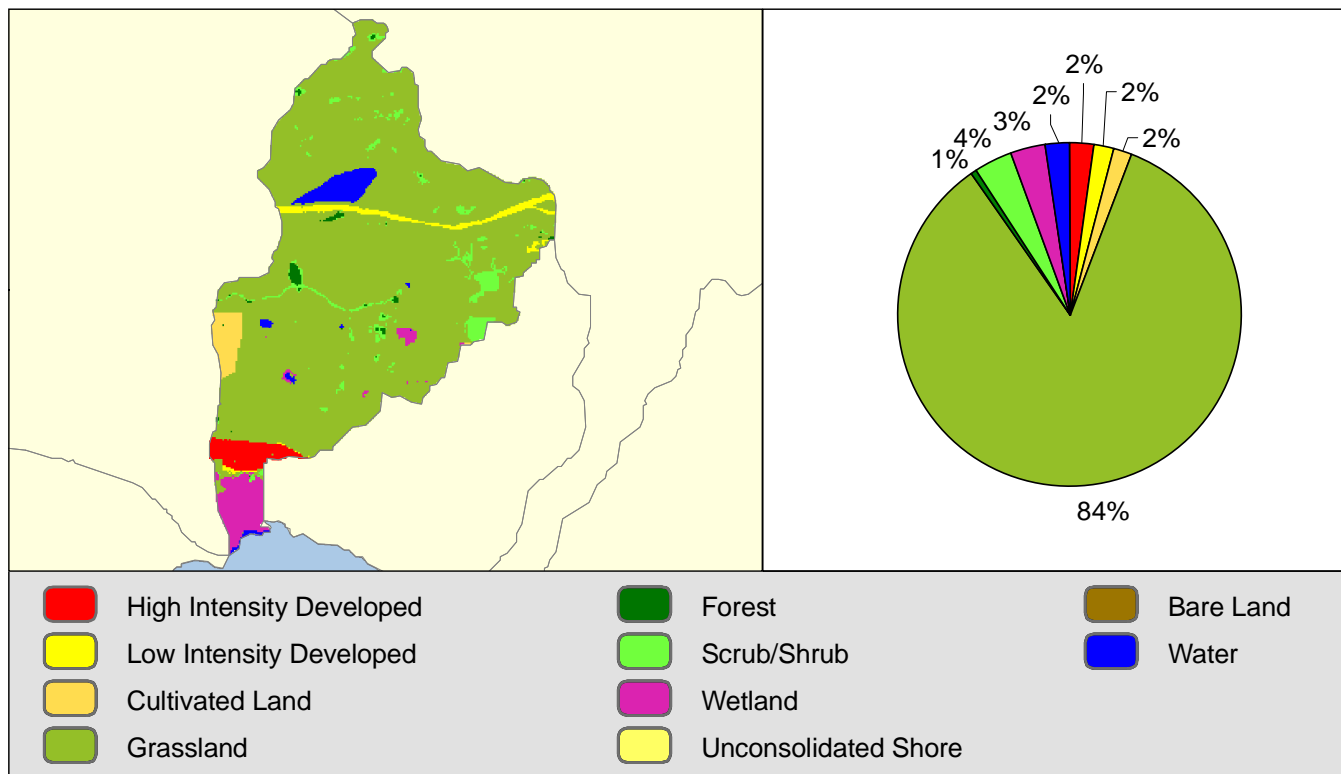 2%
2%
2%
3%
2%
4%
1%
84%
High Intensity Developed
Forest
Bare Land
Low Intensity Developed
Scrub/Shrub
Water
Cultivated Land
Wetland
Grassland
Unconsolidated Shore